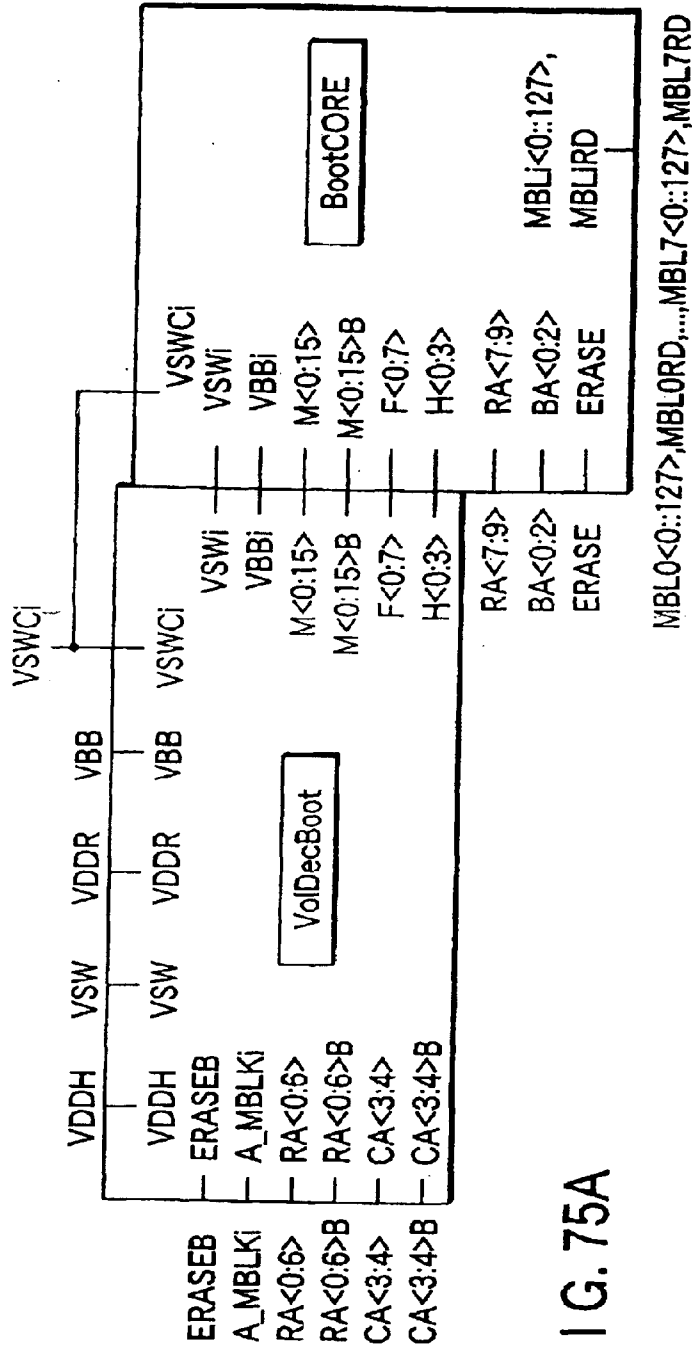 VDDH VSW VDDR VBB VSWCi
VDDH VSW VDDR VBB VSWCi
VSWCi
ERASEB ERASEB VSWi VSWi
A_MBLKi A_MBLKi VBBi VBBi
RA<0:6> RA<0:6> M<0:15> M<0:15>
RA<0:6>B RA<0:6>B M<0:15>B M<0:15>B
CA<3:4> CA<3:4> F<0:7> F<0:7>
CA<3:4>B CA<3:4>B H<0:3> H<0:3>
VolDecBoot
BootCORE
RA<7:9> RA<7:9>
BA<0:2> BA<0:2>
ERASE ERASE
MBLi<0::127>,
MBLiRD
MBL0<0::127>,MBL0RD,...,MBL7<0::127>,MBL7RD
I G. 75A